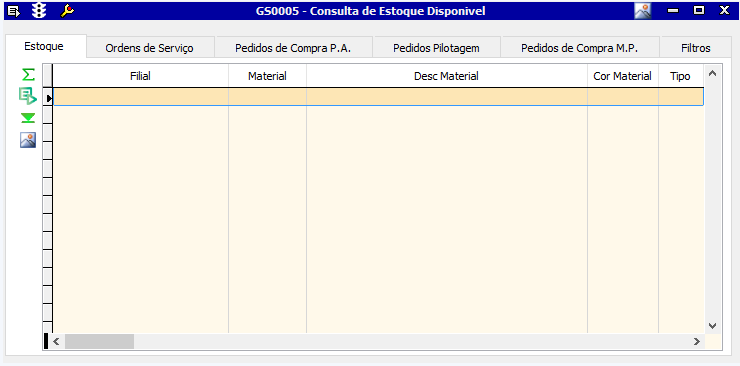 GS0005 - Consulta de Estoque Disponível
Estoque Ordens de Serviço Pedidos de Compra P.A. Pedidos Pilotagem Pedidos de Compra M.P. Filtros
Filial Material Desc Material Cor Material Tipo